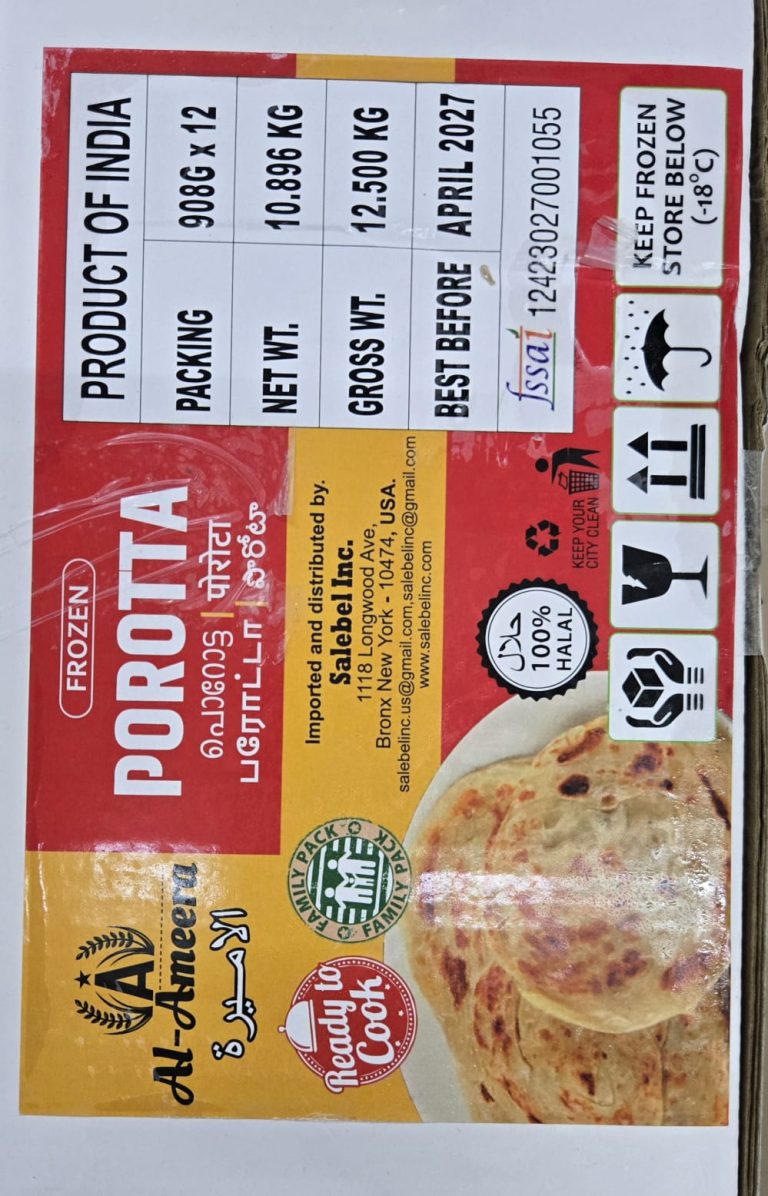 A
Al-Ameera
الاميرة
FROZEN
POROTTA
പൊറോട്ട | पोरोटा
பரோட்டா | పొరోటా
PRODUCT OF INDIA
PACKING 908G x 12
NET WT. 10.896 KG
GROSS WT. 12.500 KG
BEST BEFORE APRIL 2027
fssai 12423027001055
Imported and distributed by.
Salebel Inc.
1118 Longwood Ave,
Bronx New York - 10474, USA.
salebelinc.us@gmail.com,salebelinc@gmail.com
www.salebelinc.com
Ready to
Cook
FAMILY PACK
FAMILY PACK
حلال
100%
HALAL
KEEP YOUR
CITY CLEAN
KEEP FROZEN
STORE BELOW
(-18°C)